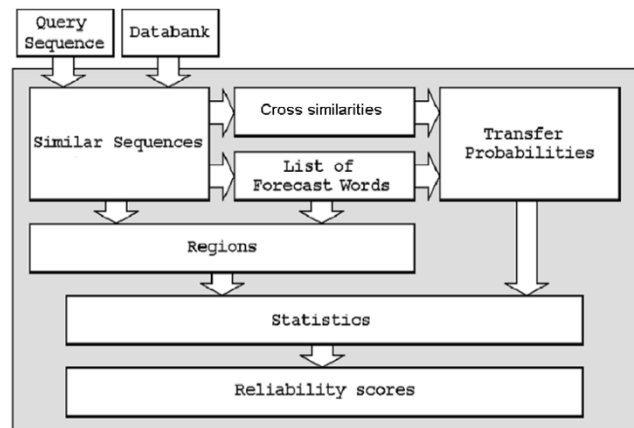 Query
Sequence
Databank
Similar Sequences
Cross similarities
List of
Forecast Words
Transfer
Probabilities
Regions
Statistics
Reliability scores